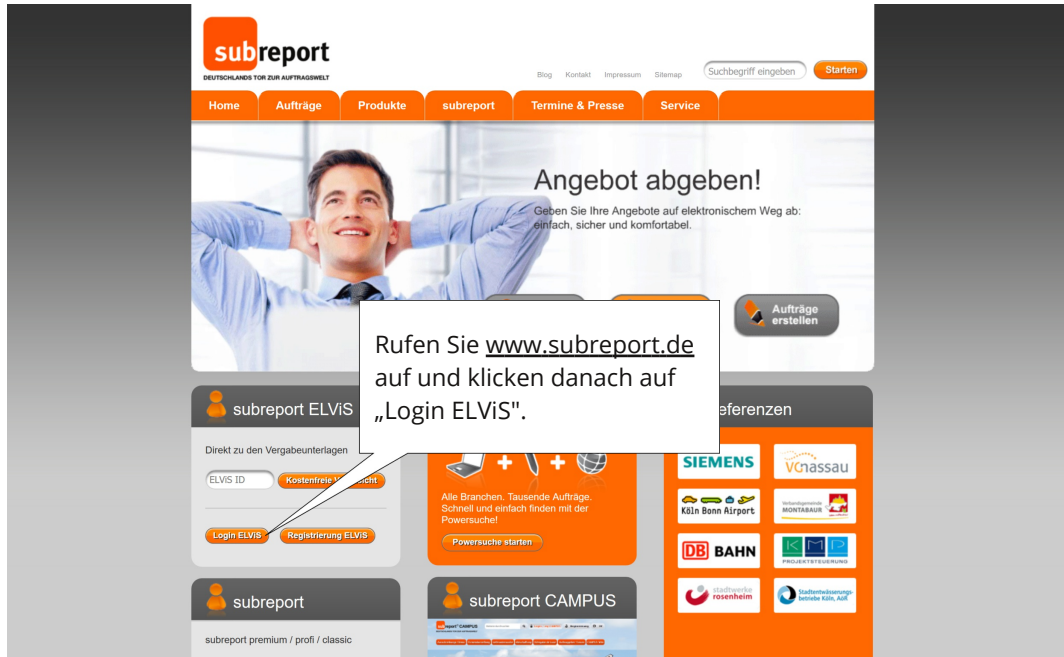 subreport
DEUTSCHLANDS TOR ZUR AUFTRAGSWELT
Blog Kontakt Impressum Sitemap Suchbegriff eingeben Starten
Home Aufträge Produkte subreport Termine & Presse Service
Angebot abgeben!
Geben Sie Ihre Angebote auf elektronischem Weg ab:
einfach, sicher und komfortabel.
Aufträge
erstellen
Rufen Sie www.subreport.de
auf und klicken danach auf
„Login ELViS".
subreport ELViS
Direkt zu den Vergabeunterlagen
ELViS ID Kostenfreie
Login ELViS Registrierung ELViS
Alle Branchen. Tausende Aufträge.
Schnell und einfach finden mit der
Powersuche!
Powersuche starten
eferenzen
SIEMENS
VGnassau
Köln Bonn Airport
Verbandsgemeinde
MONTABAUR
DB BAHN
KMP
PROJEKTSTEUERUNG
stadtwerke
rosenheim
Stadtentwässerungs-
betriebe Köln, AöR
subreport
subreport premium / profi / classic
subreport CAMPUS
subreport CAMPUS